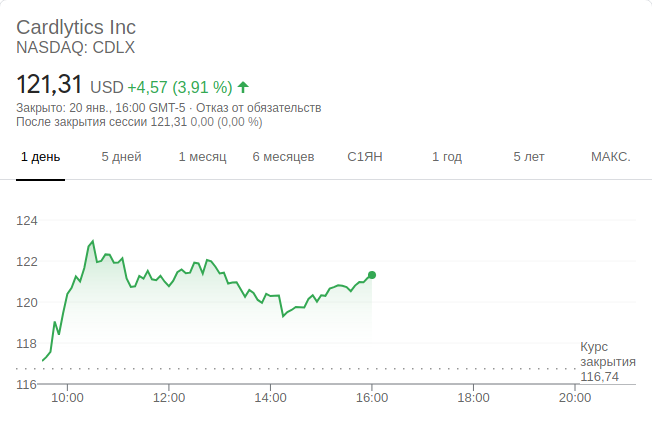 Cardlytics Inc
NASDAQ: CDLX
121,31 USD +4,57 (3,91 %)
Закрыто: 20 янв., 16:00 GMT-5 · Отказ от обязательств
После закрытия сессии 121,31 0,00 (0,00 %)
1 день 5 дней 1 месяц 6 месяцев С1ЯН 1 год 5 лет МАКС.
124
122
120
118
116
Курс
закрытия
116,74
10:00 12:00 14:00 16:00 18:00 20:00